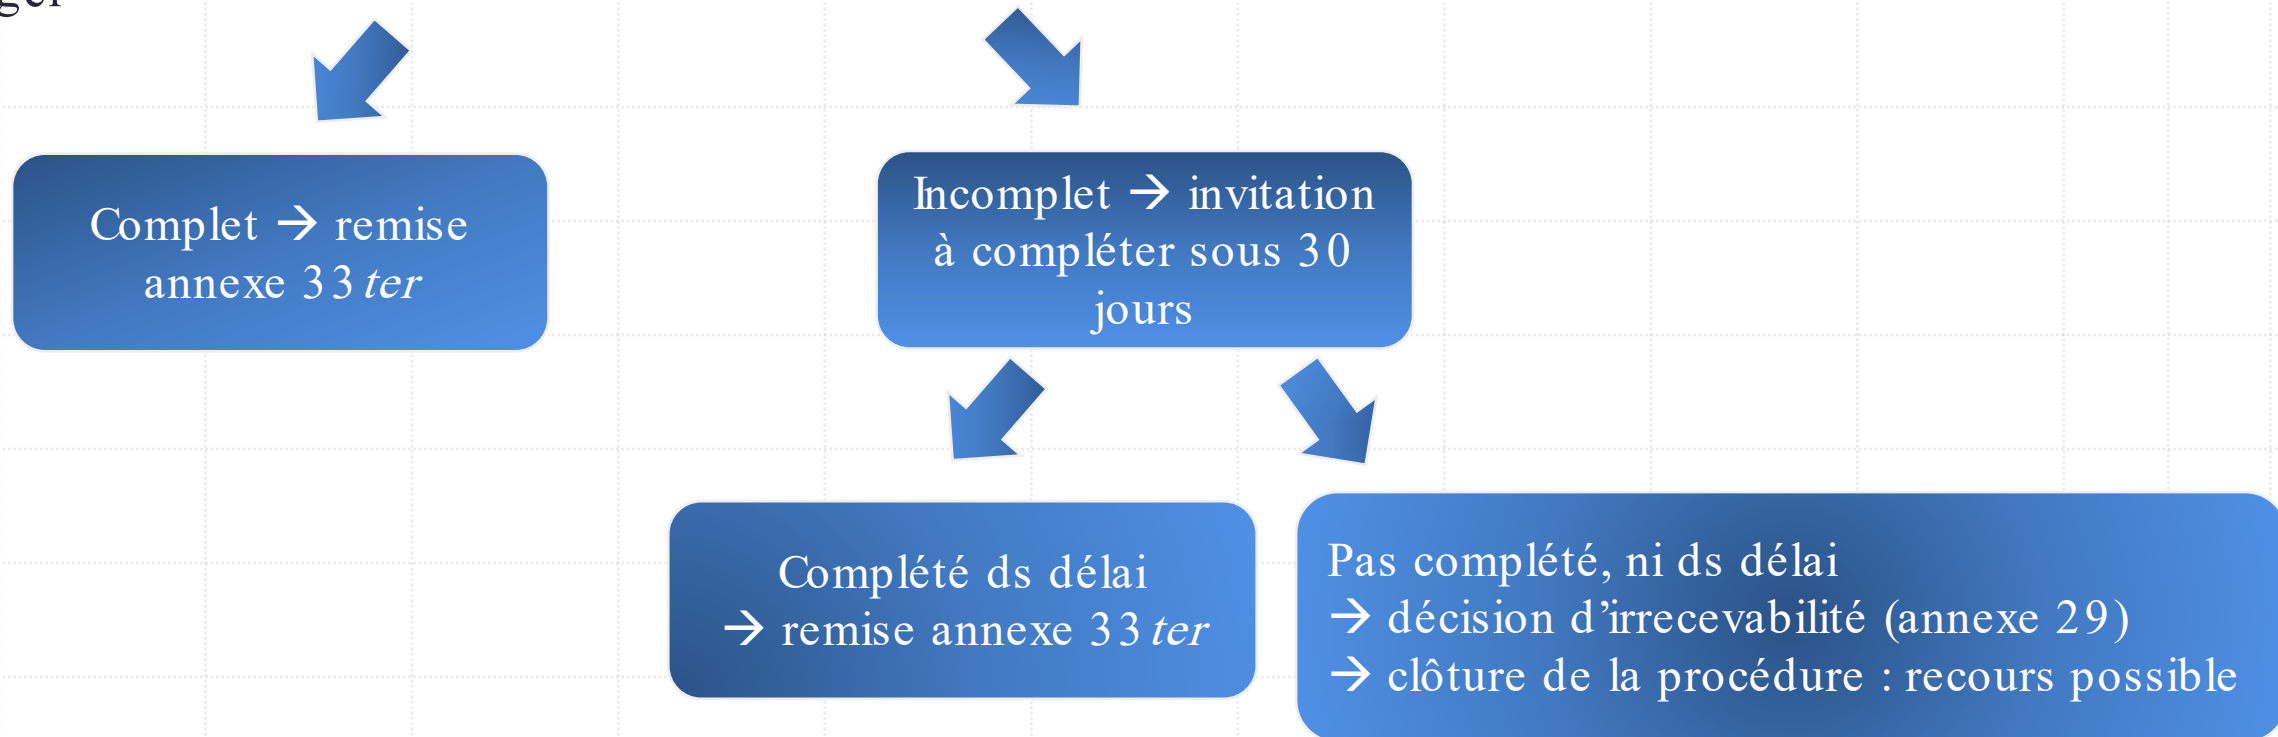 Complet → remise
annexe 33 ter
Incomplet → invitation
à compléter sous 30
jours
Complété ds délai
→ remise annexe 33 ter
Pas complété, ni ds délai
→ décision d’irrecevabilité (annexe 29)
→ clôture de la procédure : recours possible